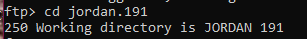 ftp> cd jordan.191
250 Working directory is JORDAN 191